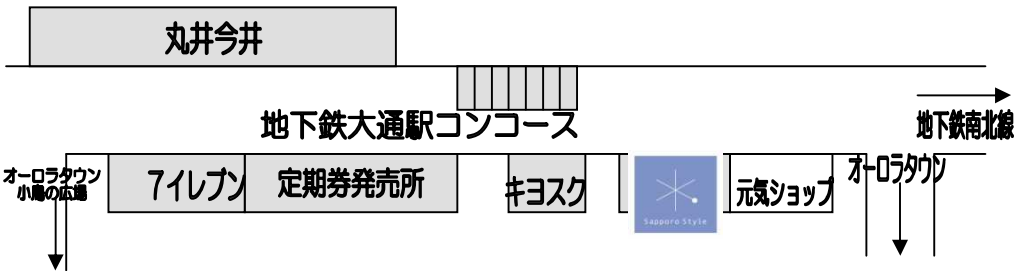 丸井今井
地下鉄大通駅コンコース
地下鉄南北線
オーロラタウン
小鳥の広場
7イレブン
定期券発売所
キヨスク
Sapporo Style
元気ショップ
オーロラタウン